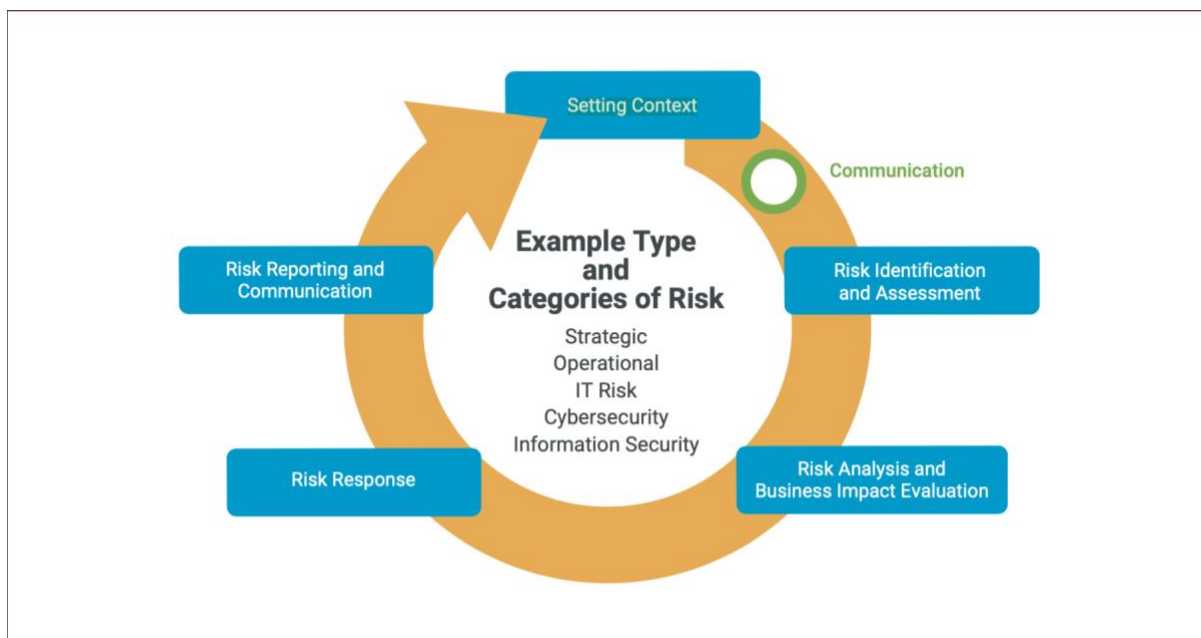 Setting Context
Communication
Example Type
and
Categories of Risk
Strategic
Operational
IT Risk
Cybersecurity
Information Security
Risk Identification
and Assessment
Risk Analysis and
Business Impact Evaluation
Risk Response
Risk Reporting and
Communication